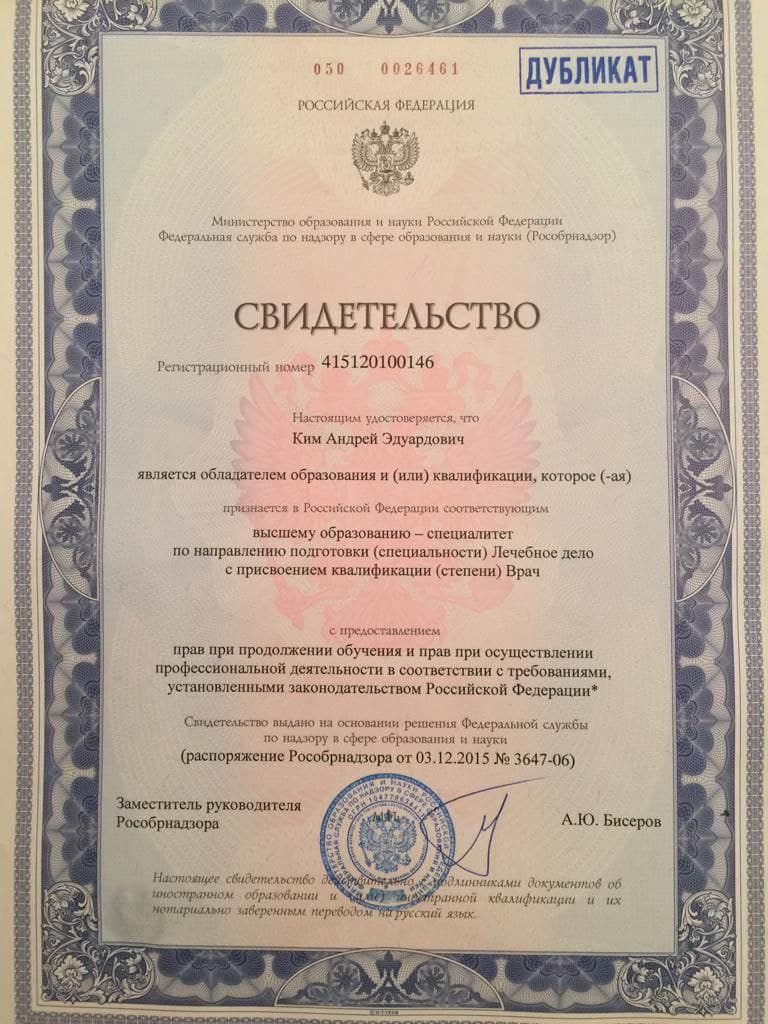 030 0026461
ДУБЛИКАТ
РОССИЙСКАЯ ФЕДЕРАЦИЯ
Министерство образования и науки Российской Федерации
Федеральная служба по надзору в сфере образования и науки (Рособрнадзор)
СВИДЕТЕЛЬСТВО
Регистрационный номер 415120100146
Настоящим удостоверяется, что
Ким Андрей Эдуардович
является обладателем образования и (или) квалификации, которое (-ая)
признается в Российской Федерации соответствующим
высшему образованию – специалитет
по направлению подготовки (специальности) Лечебное дело
с присвоением квалификации (степени) Врач
с предоставлением
прав при продолжении обучения и прав при осуществлении
профессиональной деятельности в соответствии с требованиями,
установленными законодательством Российской Федерации*
Свидетельство выдано на основании решения Федеральной службы
по надзору в сфере образования и науки
(распоряжение Рособрнадзора от 03.12.2015 № 3647-06)
Заместитель руководителя
Рособрнадзора
А.Ю. Бисеров
Настоящее свидетельство действительно с подлинниками документов об
иностранном образовании и (или) иностранной квалификации и их
нотариально заверенным переводом на русский язык.